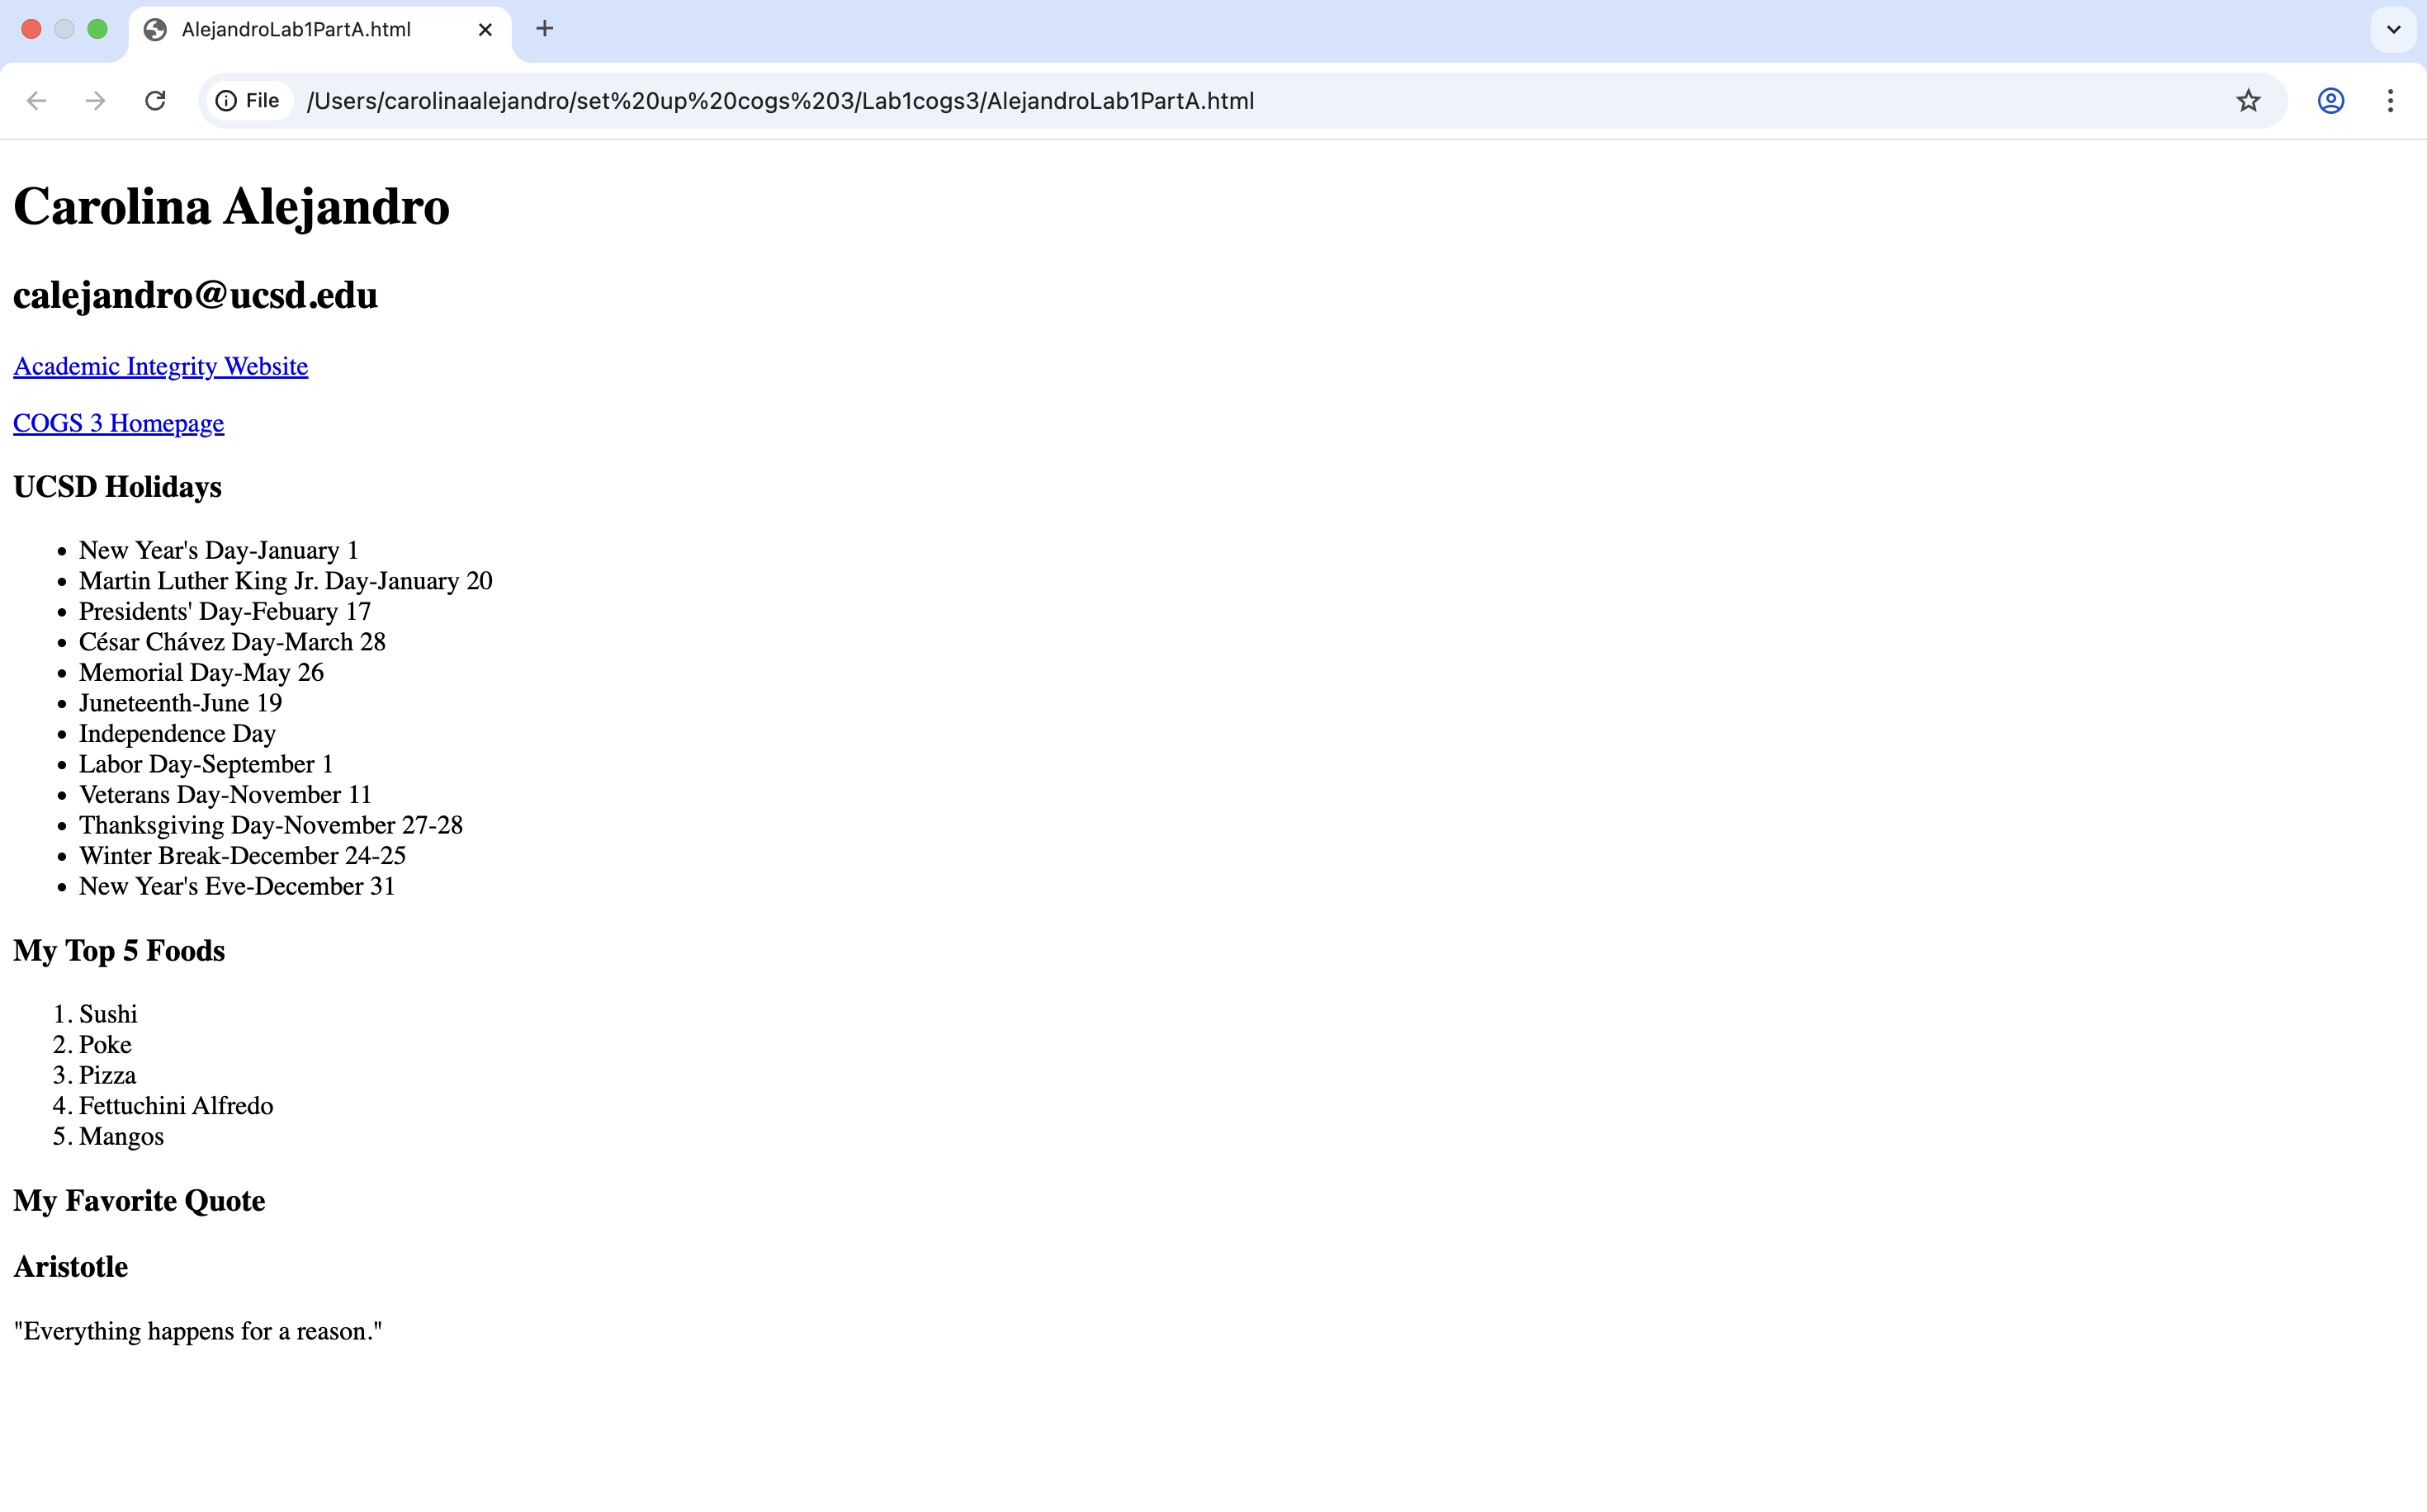 AlejandroLab1PartA.html
File /Users/carolinaalejandro/set%20up%20cogs%203/Lab1cogs3/AlejandroLab1PartA.html
Carolina Alejandro
calejandro@ucsd.edu
Academic Integrity Website
COGS 3 Homepage
UCSD Holidays
• New Year's Day-January 1
• Martin Luther King Jr. Day-January 20
• Presidents' Day-Febuary 17
• César Chávez Day-March 28
• Memorial Day-May 26
• Juneteenth-June 19
• Independence Day
• Labor Day-September 1
• Veterans Day-November 11
• Thanksgiving Day-November 27-28
• Winter Break-December 24-25
• New Year's Eve-December 31
My Top 5 Foods
1. Sushi
2. Poke
3. Pizza
4. Fettuchini Alfredo
5. Mangos
My Favorite Quote
Aristotle
"Everything happens for a reason."